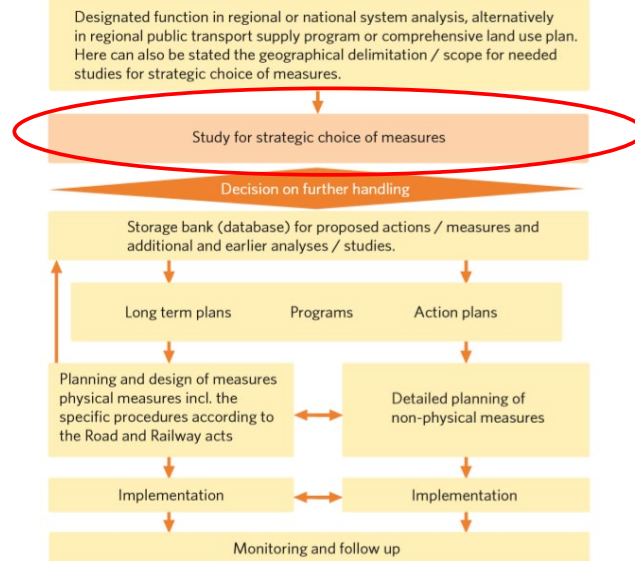 Designated function in regional or national system analysis, alternatively
in regional public transport supply program or comprehensive land use plan.
Here can also be stated the geographical delimitation / scope for needed
studies for strategic choice of measures.
Study for strategic choice of measures
Decision on further handling
Storage bank (database) for proposed actions / measures and
additional and earlier analyses / studies.
Long term plans Programs Action plans
Planning and design of measures
physical measures incl. the
specific procedures according to
the Road and Railway acts
Detailed planning of
non-physical measures
Implementation
Implementation
Monitoring and follow up